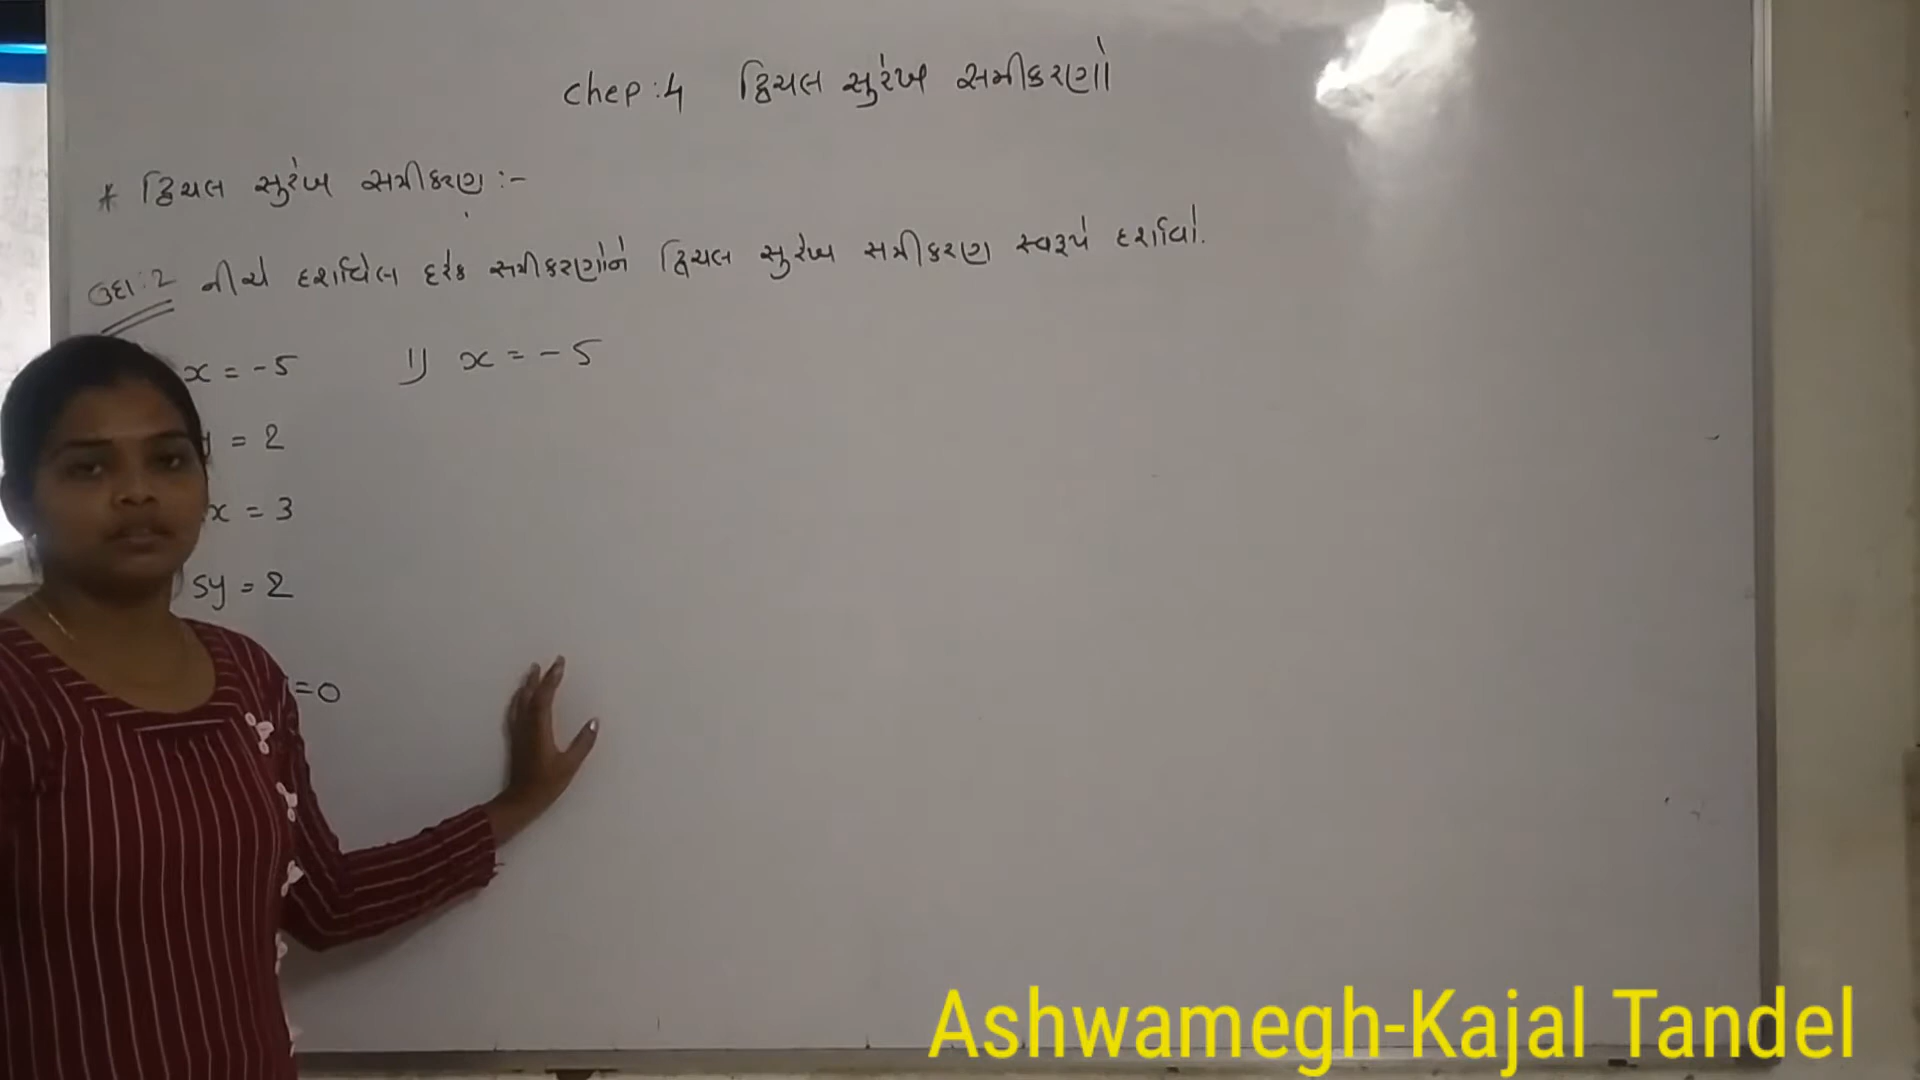 chep:4 દ્વિચલ સુરેખ સમીકરણો
* દ્વિચલ સુરેખ સમીકરણ :-
ઉદા:2 નીચે દર્શાવેલ દરેક સમીકરણોને દ્વિચલ સુરેખ સમીકરણ સ્વરૂપે દર્શાવો.
x = -5
1) x = -5
= 2
x = 3
5y = 2
=0
Ashwamegh-Kajal Tandel